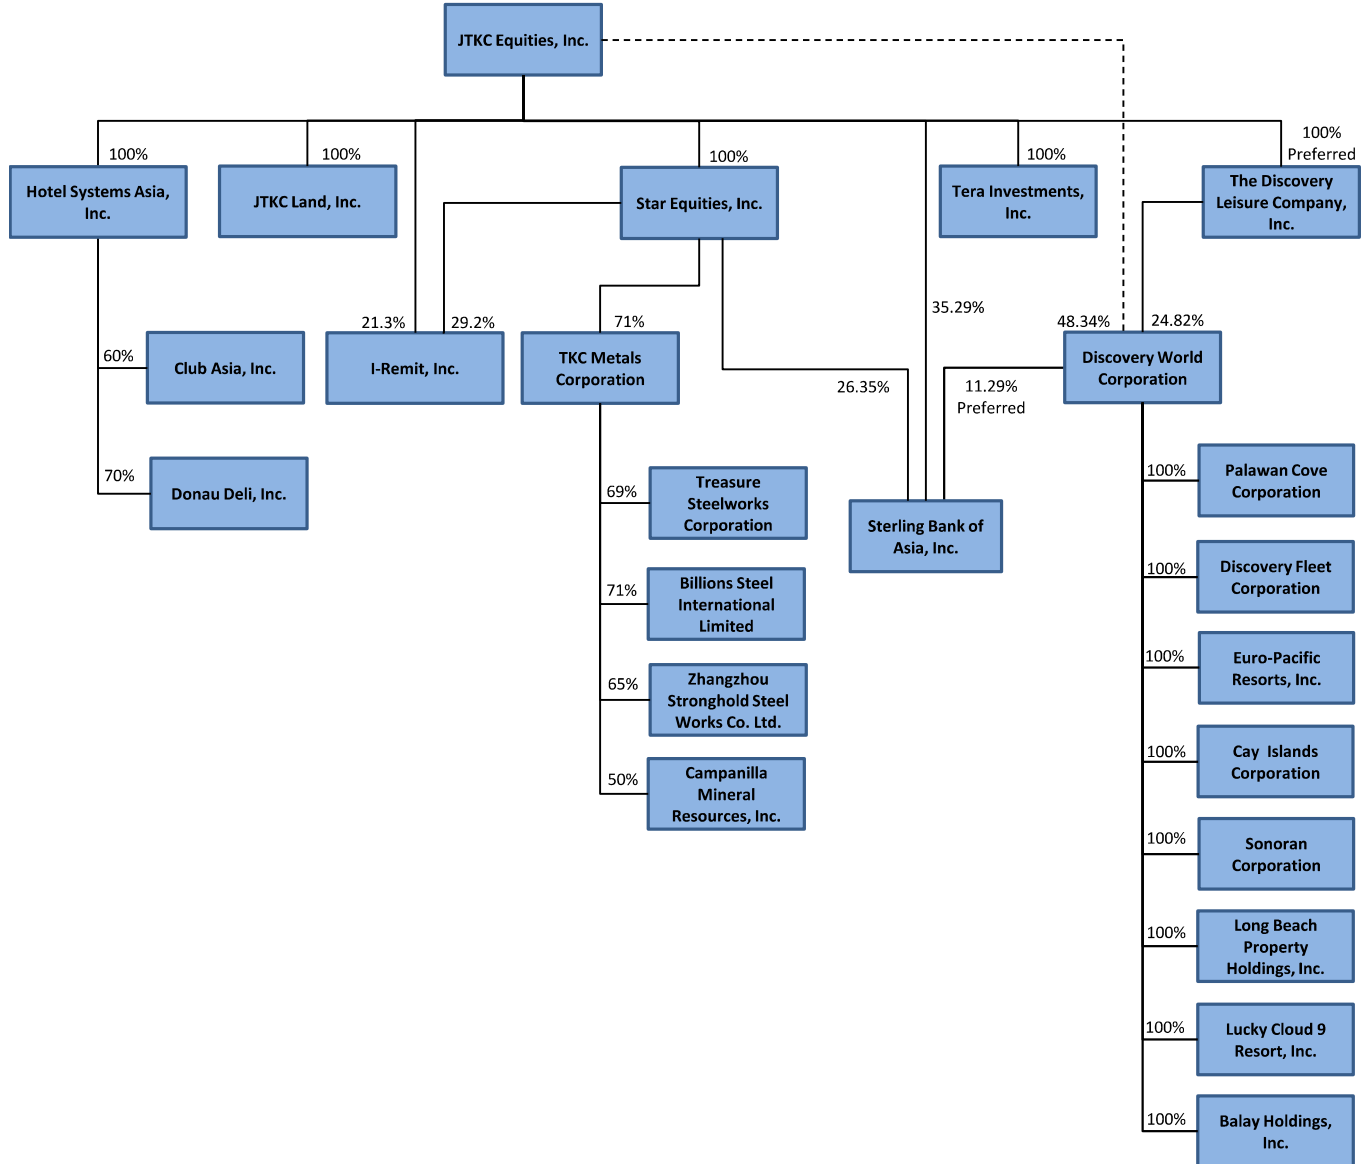 JTKC Equities, Inc.
100%
100%
100%
100%
100%
Preferred
Hotel Systems Asia,
Inc.
JTKC Land, Inc.
Star Equities, Inc.
Tera Investments,
Inc.
The Discovery
Leisure Company,
Inc.
35.29%
21.3%
29.2%
71%
48.34%
24.82%
60%
Club Asia, Inc.
I-Remit, Inc.
TKC Metals
Corporation
26.35%
11.29%
Preferred
Discovery World
Corporation
70%
Donau Deli, Inc.
69%
Treasure
Steelworks
Corporation
Sterling Bank of
Asia, Inc.
100%
Palawan Cove
Corporation
71%
Billions Steel
International
Limited
100%
Discovery Fleet
Corporation
65%
Zhangzhou
Stronghold Steel
Works Co. Ltd.
100%
Euro-Pacific
Resorts, Inc.
50%
Campanilla
Mineral
Resources, Inc.
100%
Cay  Islands
Corporation
100%
Sonoran
Corporation
100%
Long Beach
Property
Holdings, Inc.
100%
Lucky Cloud 9
Resort, Inc.
100%
Balay Holdings,
Inc.